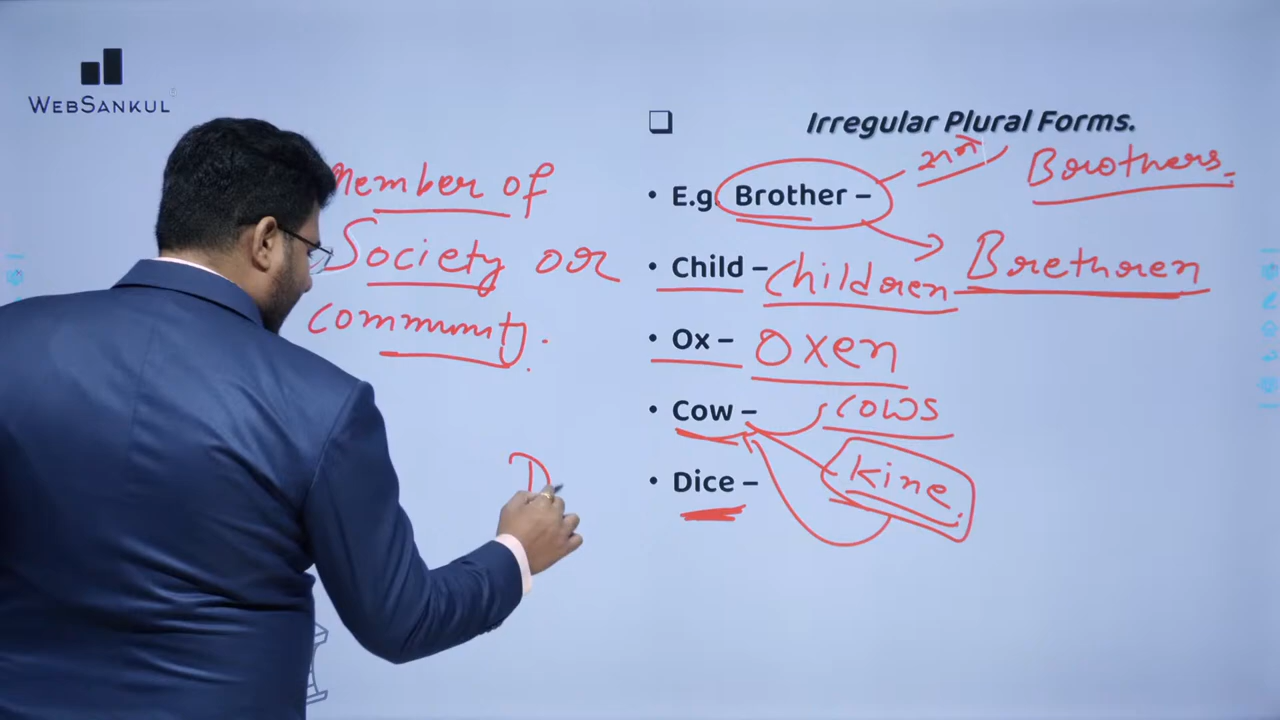 WEBSANKUL
Irregular Plural Forms.
Member of
Society or
community.
• E.g. Brother – સગો Brothers.
Brethren
• Child – Children
• Ox – Oxen
• Cow – Cows
Kine.
• Dice –
D